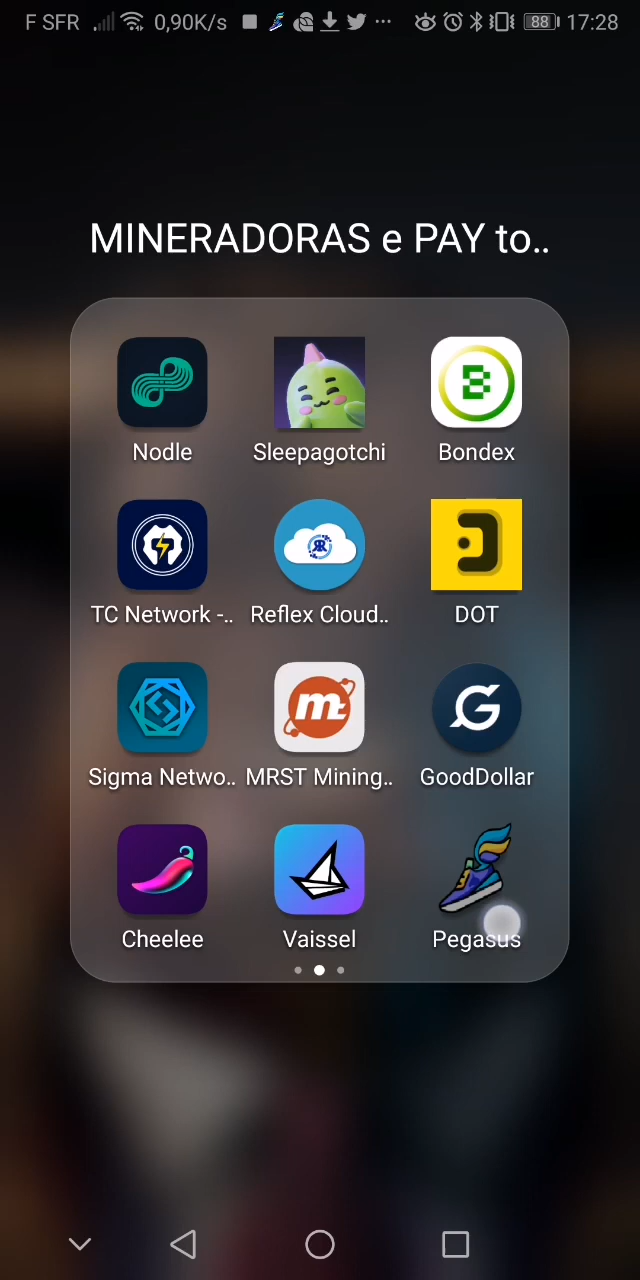 F SFR 0,90K/s 88 17:28
MINERADORAS e PAY to..
Nodle Sleepagotchi Bondex
TC Network -.. Reflex Cloud.. DOT
Sigma Netwo.. MRST Mining.. GoodDollar
Cheelee Vaissel Pegasus